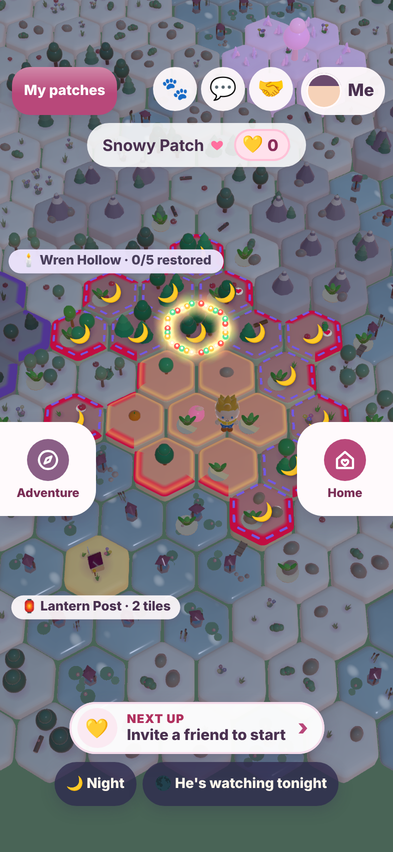 My patches
Me
Snowy Patch 0
Wren Hollow · 0/5 restored
Adventure
Home
Lantern Post · 2 tiles
NEXT UP
Invite a friend to start
Night
He's watching tonight